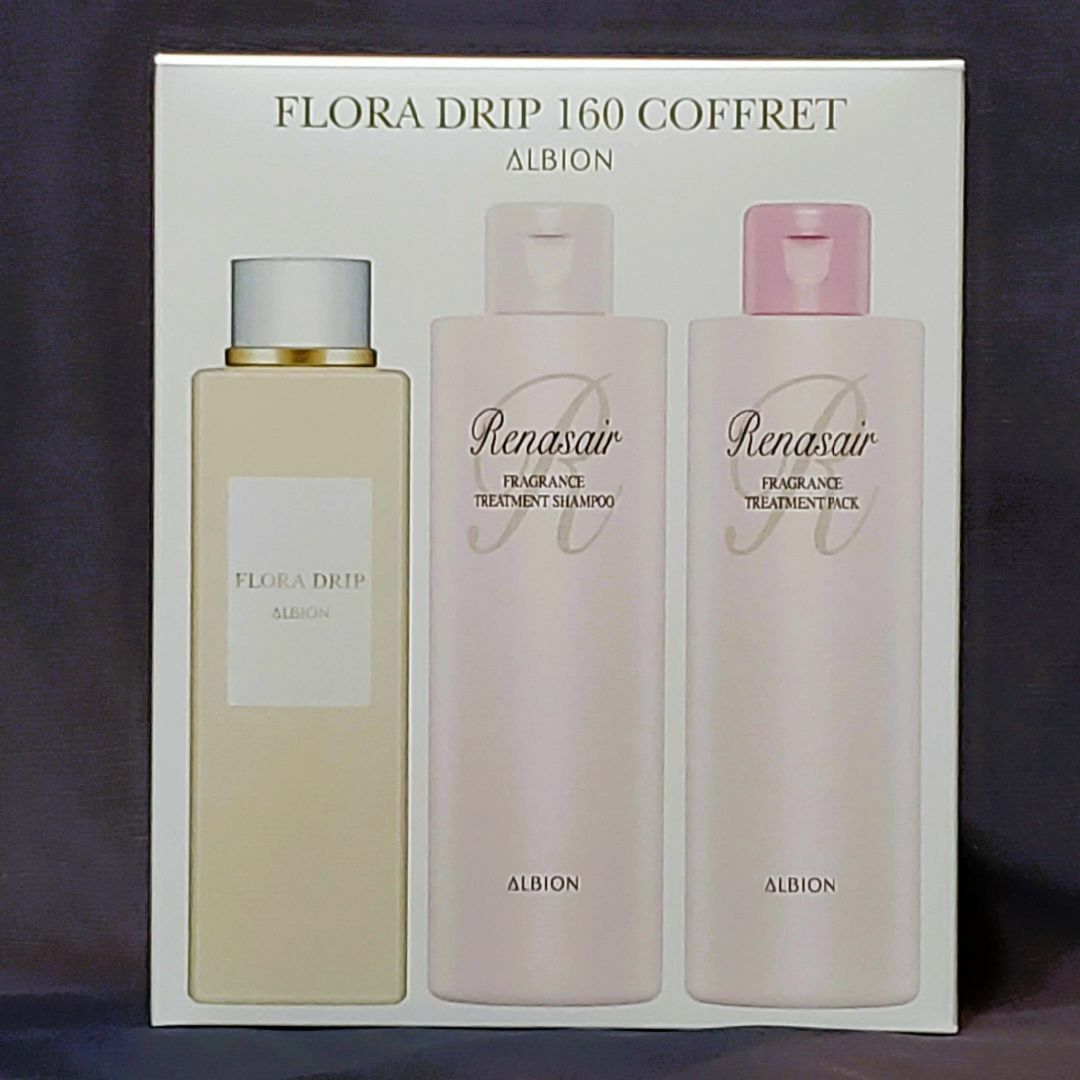 FLORA DRIP 160 COFFRET
ALBION
FLORA DRIP
ALBION
R
Renasair
FRAGRANCE
TREATMENT SHAMPOO
ALBION
R
Renasair
FRAGRANCE
TREATMENT PACK
ALBION